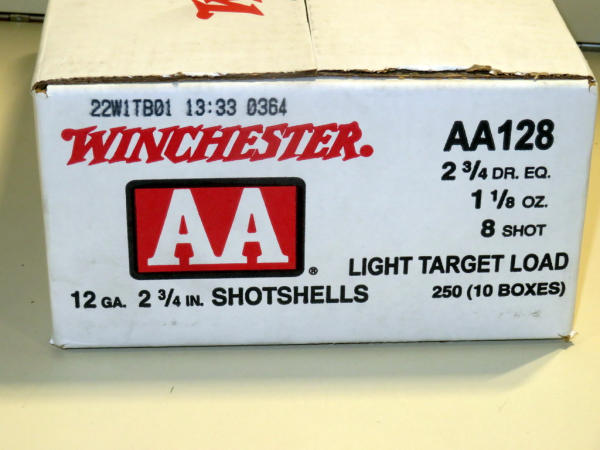 22W1TB01 13:33 0364
WINCHESTER.
AA128
2 3/4 DR. EQ.
1 1/8 OZ.
8 SHOT
AA®
LIGHT TARGET LOAD
12 GA. 2 3/4 IN. SHOTSHELLS
250 (10 BOXES)